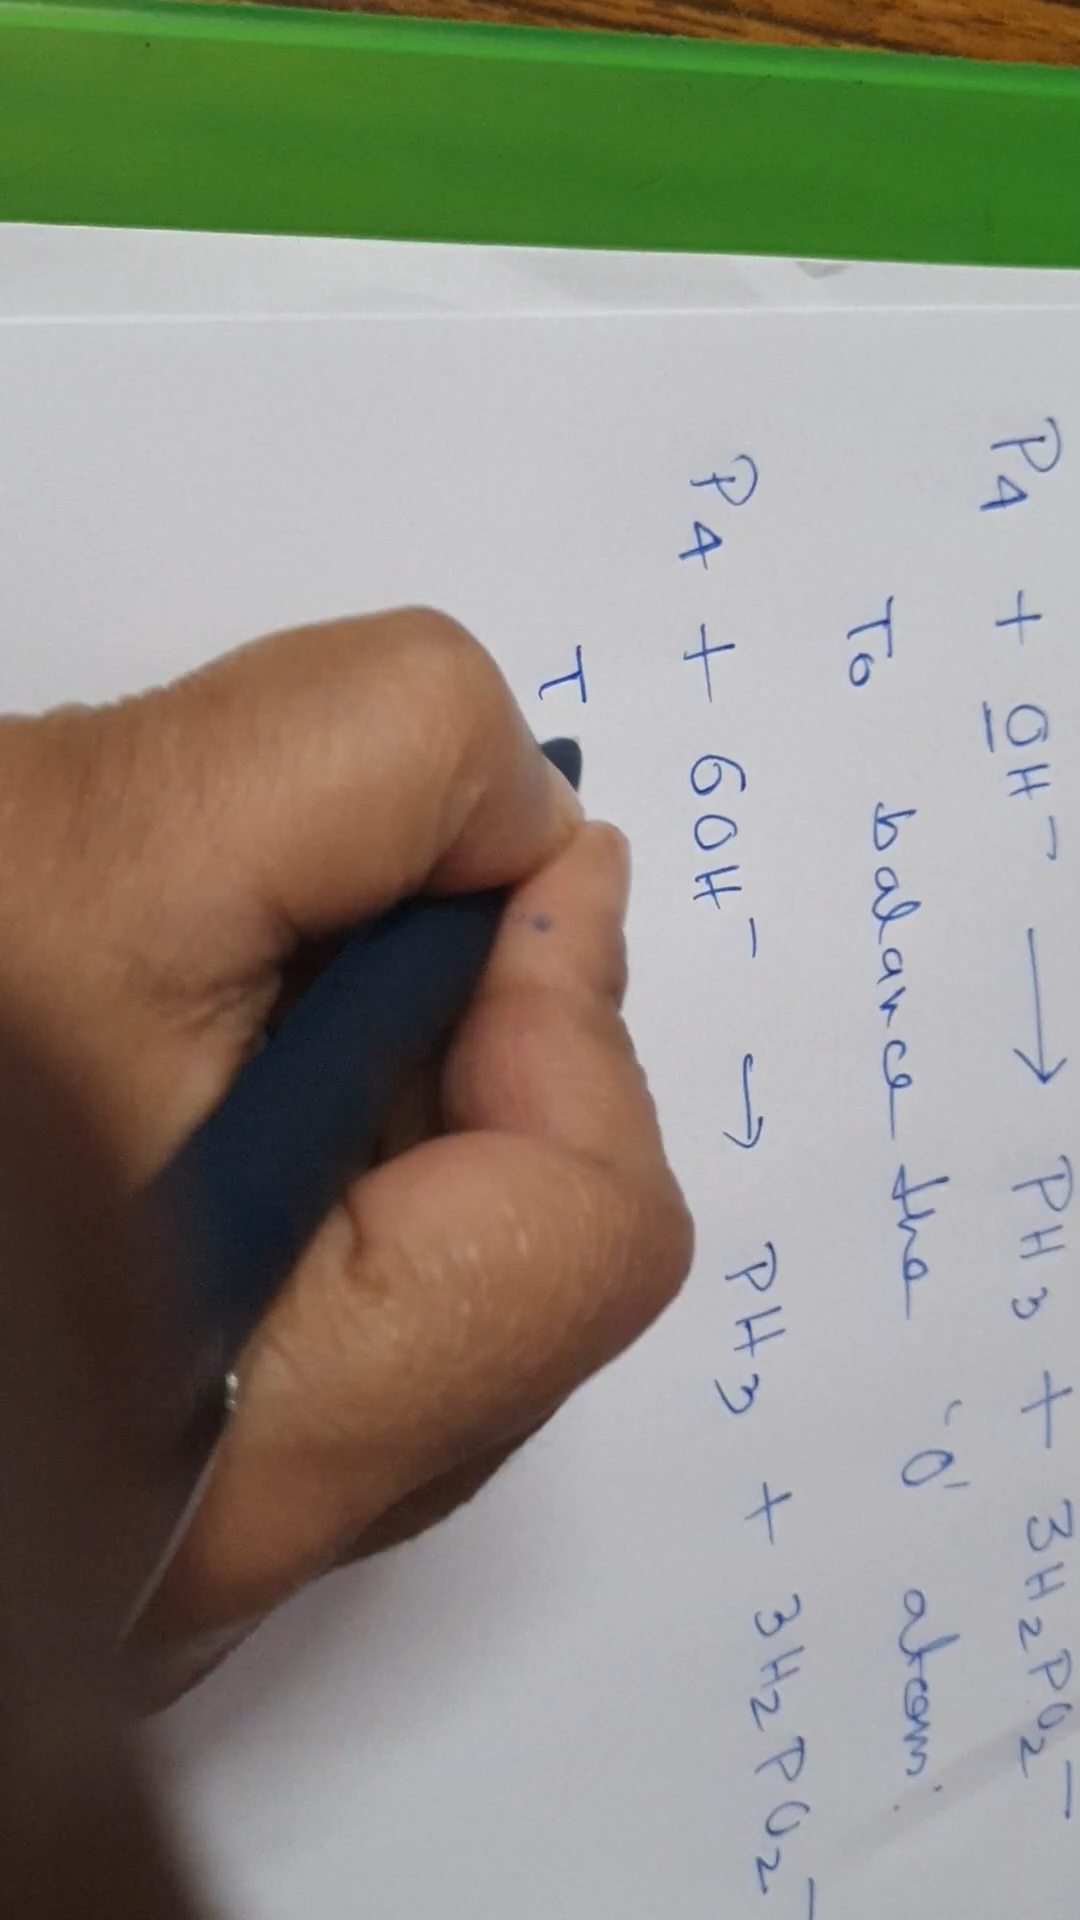 P4 + OH⁻ ⟶ PH3 + 3H2PO2⁻
To balance the 'O' atom.
P4 + 6OH⁻ → PH3 + 3H2PO2⁻
T